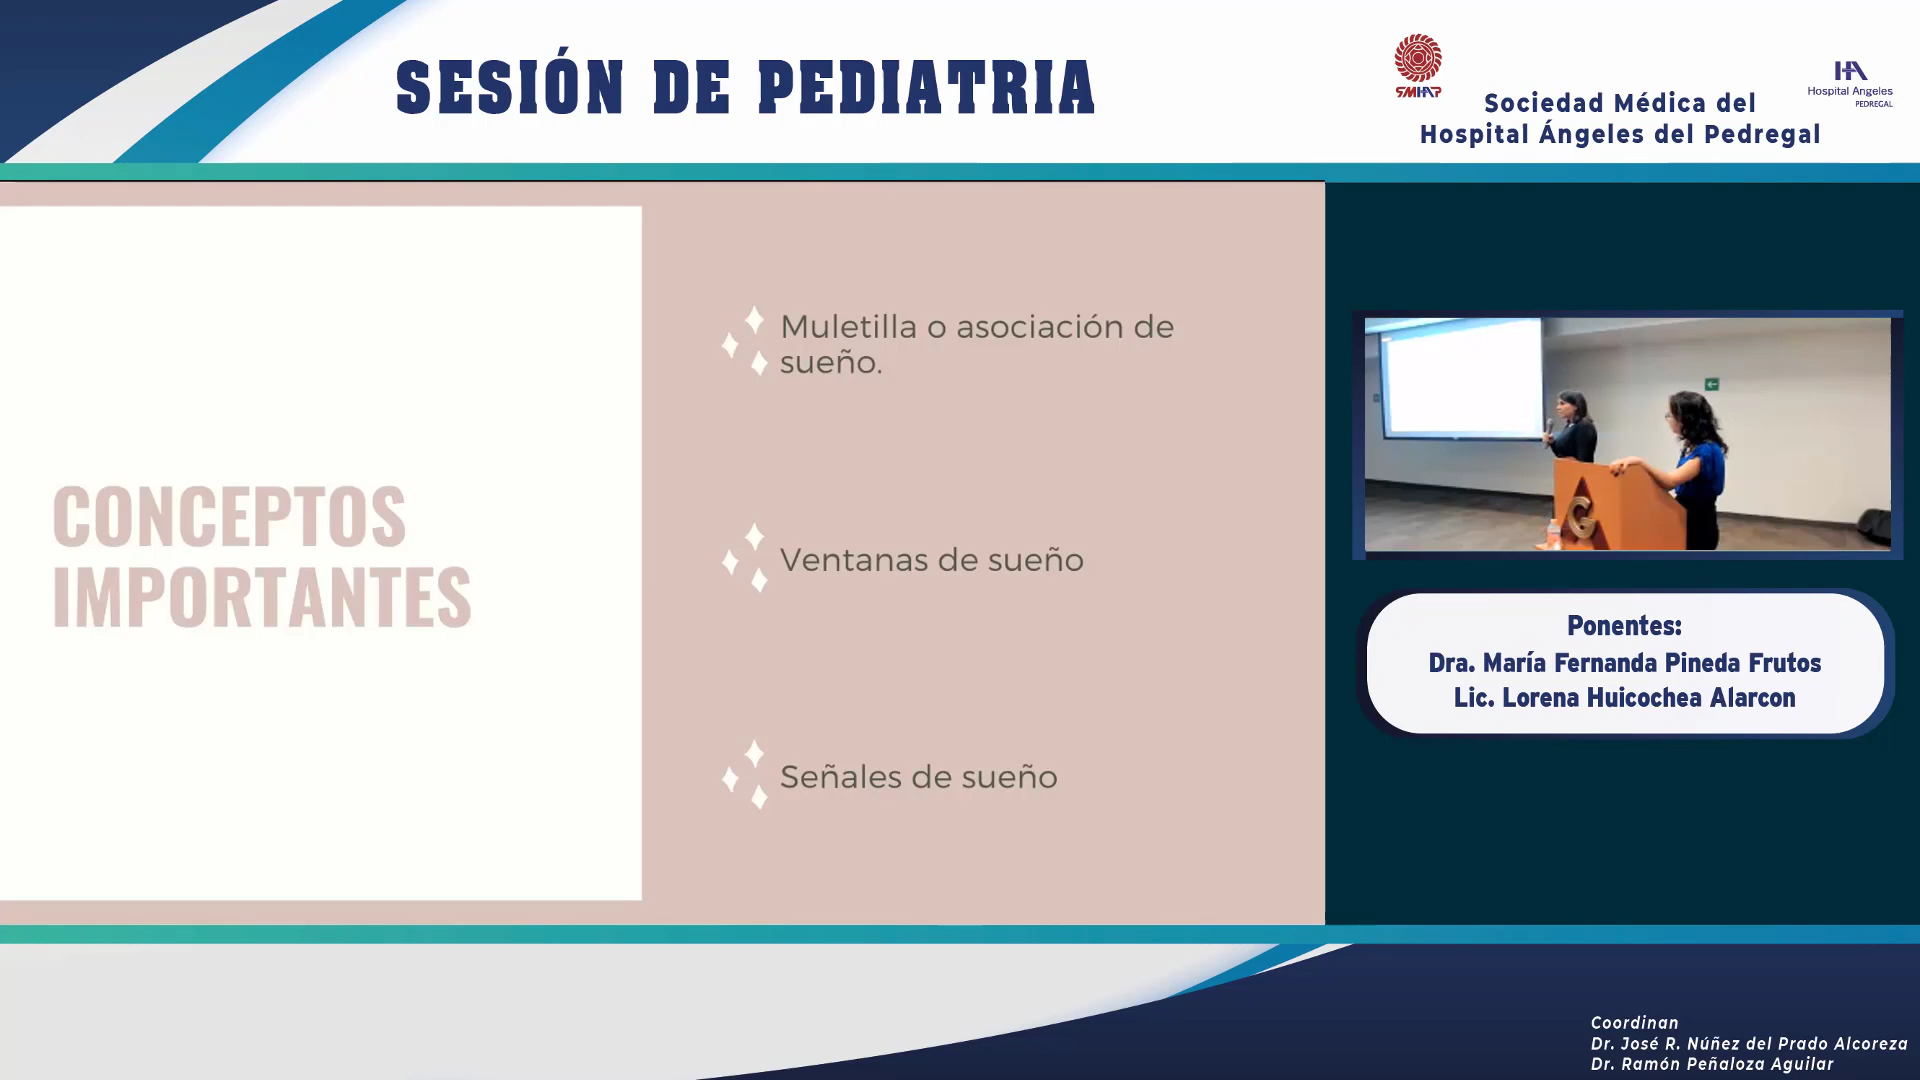 SESIÓN DE PEDIATRIA
SMHAP
Sociedad Médica del
Hospital Ángeles del Pedregal
HA
Hospital Angeles
PEDREGAL
CONCEPTOS
IMPORTANTES
Muletilla o asociación de
sueño.
Ventanas de sueño
Señales de sueño
Ponentes:
Dra. María Fernanda Pineda Frutos
Lic. Lorena Huicochea Alarcon
Coordinan
Dr. José R. Núñez del Prado Alcoreza
Dr. Ramón Peñaloza Aguilar